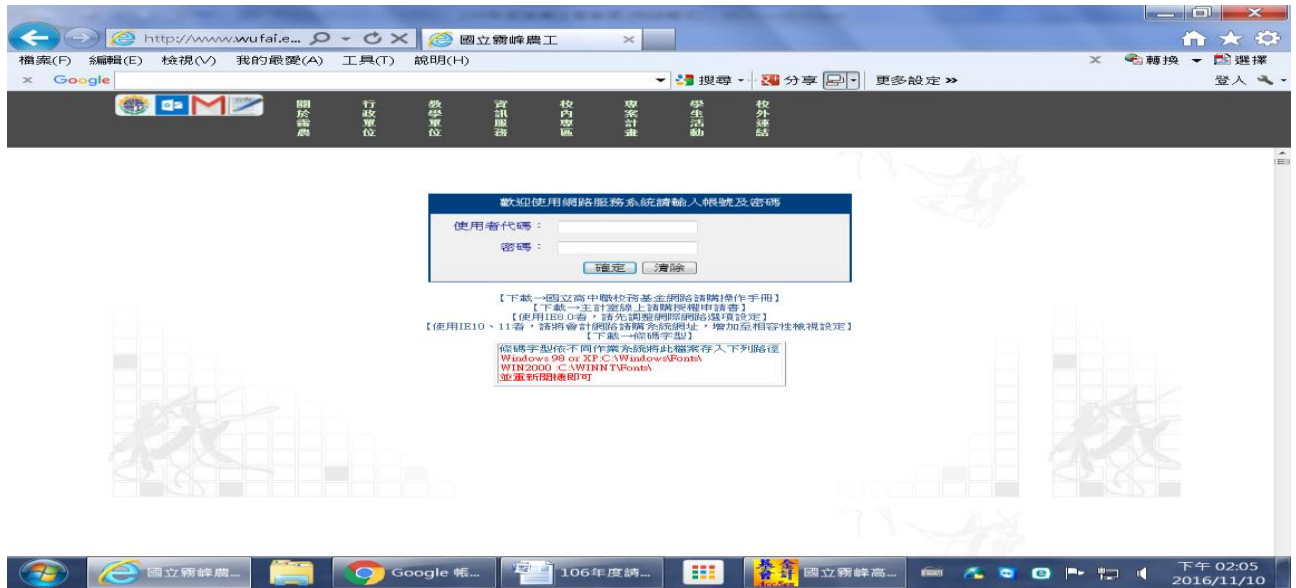 http://www.wufai.e...
國立霧峰農工
檔案(F) 編輯(E) 檢視(V) 我的最愛(A) 工具(T) 說明(H)
轉換 選擇
Google
搜尋 分享 更多設定 »
登入
關於霧農 行政單位 教學單位 資訊服務 校內專區 專案計畫 學生活動 校外連結
歡迎使用網路服務系統請輸入帳號及密碼
使用者代碼：
密碼：
確定 清除
【下載→國立高中職校務基金網路請購操作手冊】
【下載→主計室線上請購授權申請書】
【使用IE8.0者，請先調整網際網路選項設定】
【使用IE10、11者，請將會計網路請購系統網址，增加至相容性檢視設定】
【下載→條碼字型】
條碼字型依不同作業系統將此檔案存入下列路徑
Windows 98 or XP:C:\Windows\Fonts\
WIN2000 :C:\WINNT\Fonts\
並重新開機即可
國立霧峰農... Google 帳... 106年度請... 國立霧峰高...
下午 02:05
2016/11/10